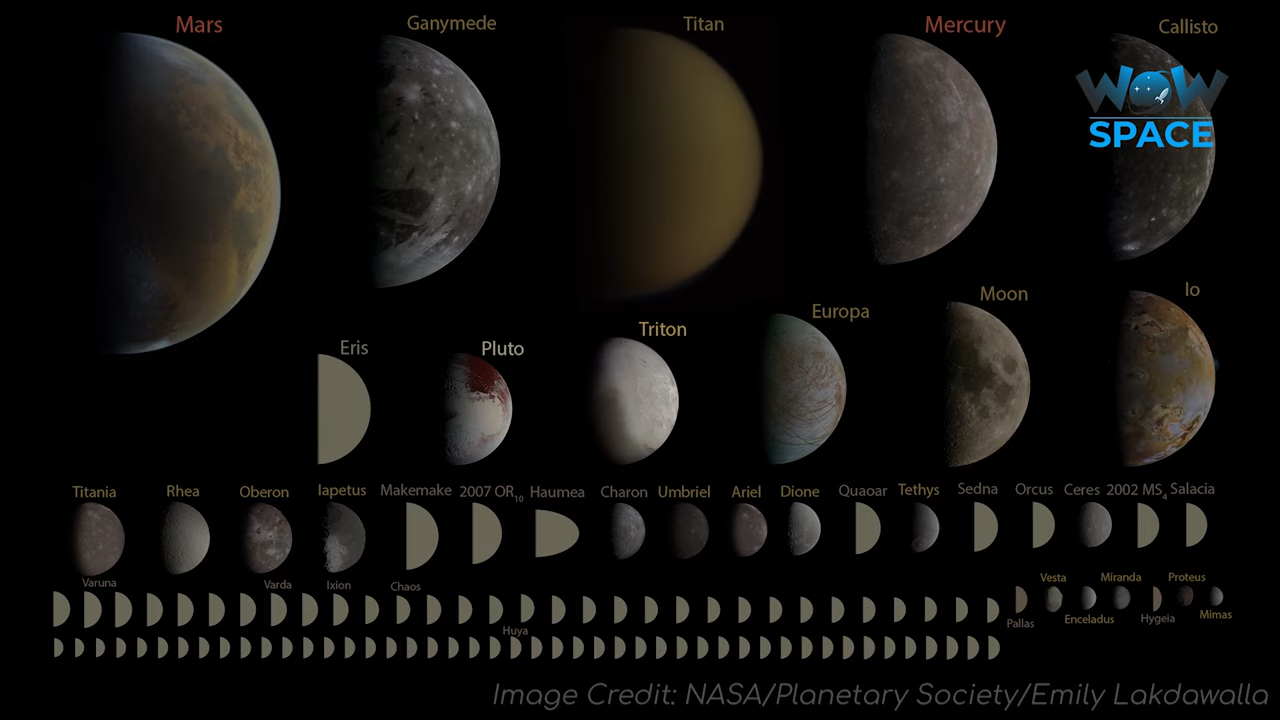 Mars
Ganymede
Titan
Mercury
Callisto
WOW
SPACE
Eris
Pluto
Triton
Europa
Moon
Io
Titania
Rhea
Oberon
Iapetus
Makemake
2007 OR10
Haumea
Charon
Umbriel
Ariel
Dione
Quaoar
Tethys
Sedna
Orcus
Ceres
2002 MS4
Salacia
Varuna
Varda
Ixion
Chaos
Vesta
Miranda
Proteus
Pallas
Enceladus
Hygeia
Mimas
Huya
Image Credit: NASA/Planetary Society/Emily Lakdawalla